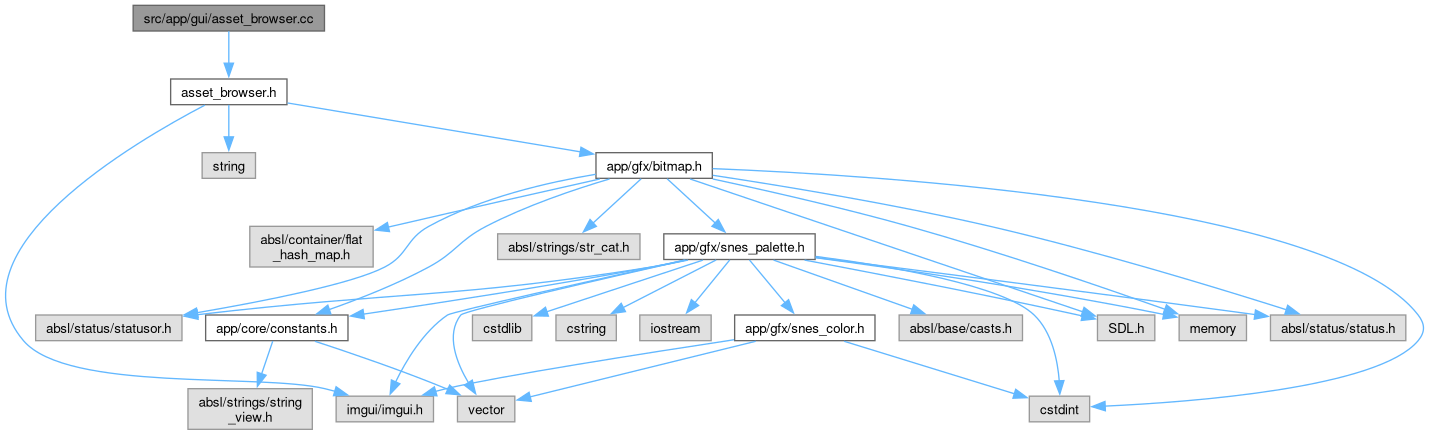 src/app/gui/asset_browser.cc
asset_browser.h
string
app/gfx/bitmap.h
absl/container/flat
_hash_map.h
absl/strings/str_cat.h
app/gfx/snes_palette.h
absl/status/statusor.h
app/core/constants.h
cstdlib
cstring
iostream
app/gfx/snes_color.h
absl/base/casts.h
SDL.h
memory
absl/status/status.h
absl/strings/string
_view.h
imgui/imgui.h
vector
cstdint